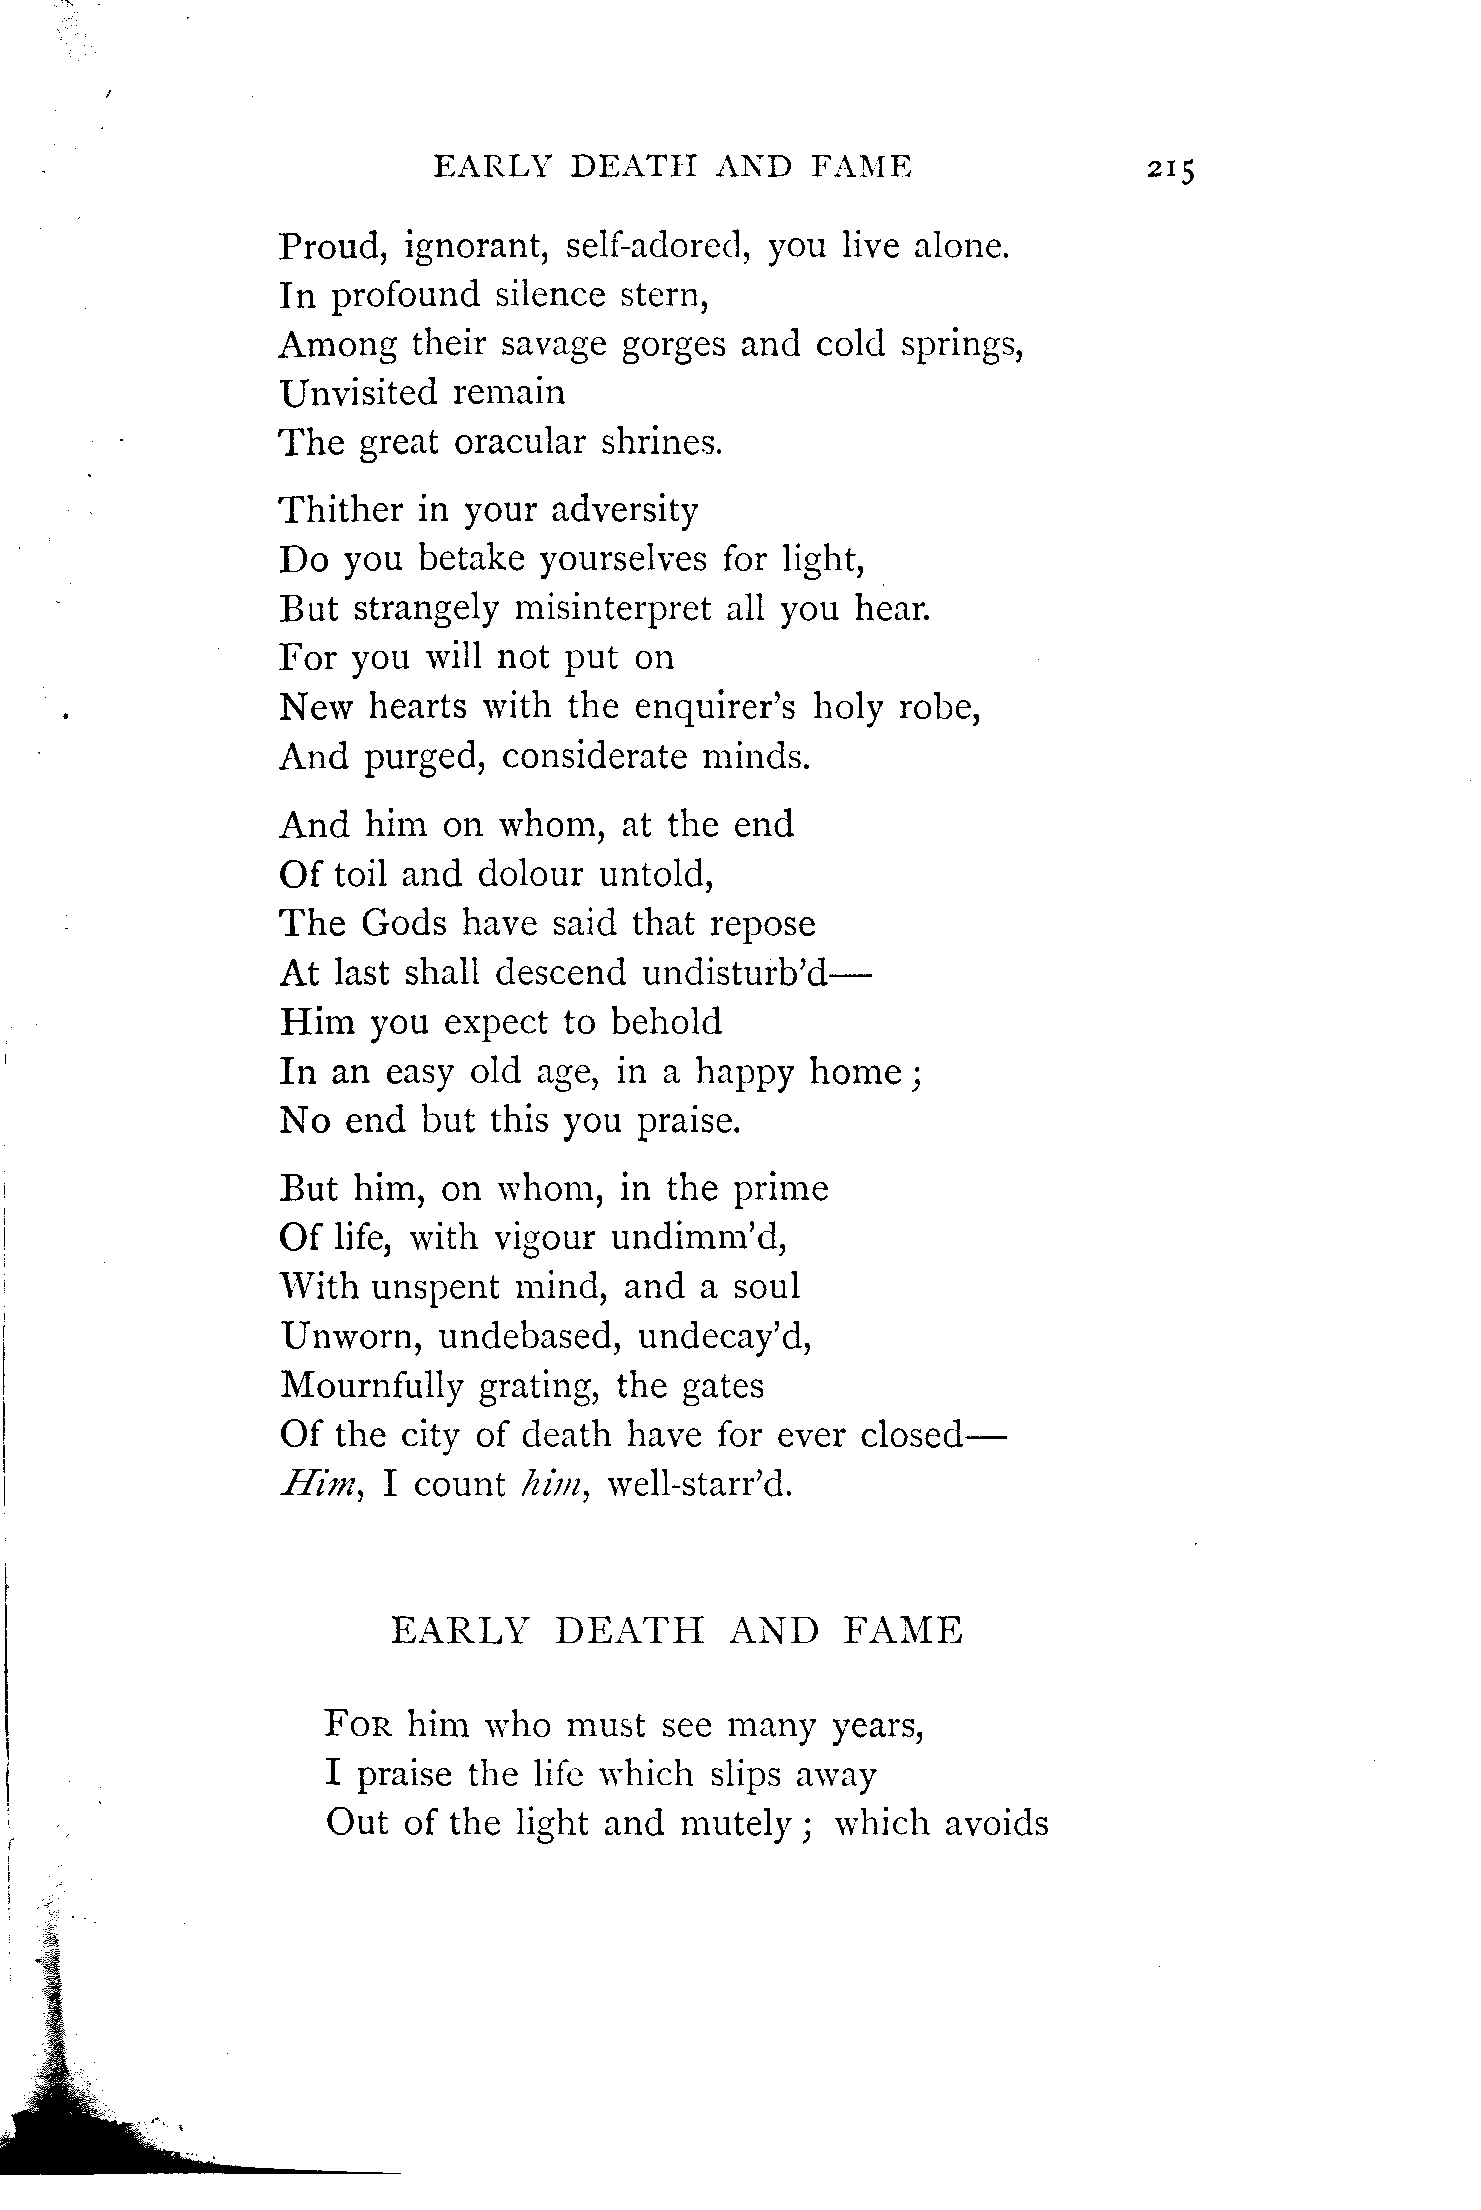 EARLY DEATH AND FAME 215
Proud, ignorant, self-adored, you live alone.
In profound silence stern,
Among their savage gorges and cold springs,
Unvisited remain
The great oracular shrines.
Thither in your adversity
Do you betake yourselves for light,
But strangely misinterpret all you hear.
For you will not put on
New hearts with the enquirer's holy robe,
And purged, considerate minds.
And him on whom, at the end
Of toil and dolour untold,
The Gods have said that repose
At last shall descend undisturb'd—
Him you expect to behold
In an easy old age, in a happy home ;
No end but this you praise.
But him, on whom, in the prime
Of life, with vigour undimm'd,
With unspent mind, and a soul
Unworn, undebased, undecay'd,
Mournfully grating, the gates
Of the city of death have for ever closed—
Him, I count him, well-starr'd.
EARLY DEATH AND FAME
FOR him who must see many years,
I praise the life which slips away
Out of the light and mutely ; which avoids